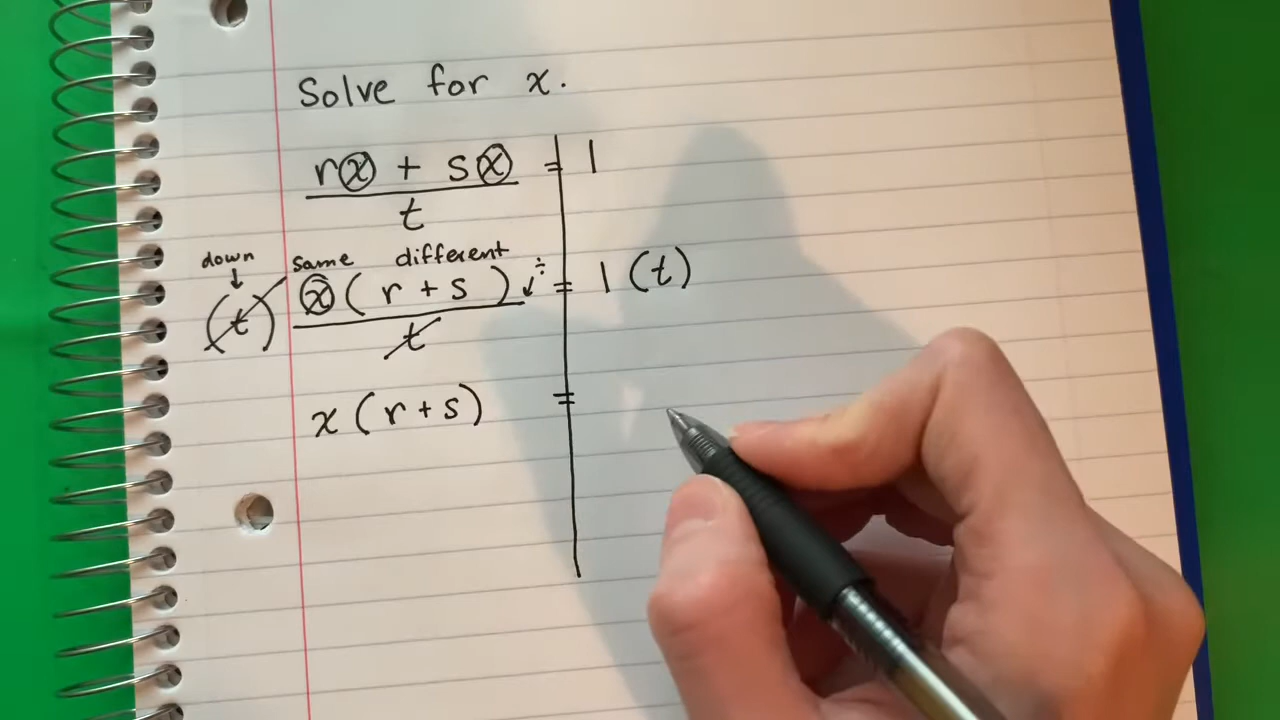 Solve for x.
rx + sx = 1
t
down
same different ÷
(t) x(r+s) = 1(t)
t
x(r+s) =